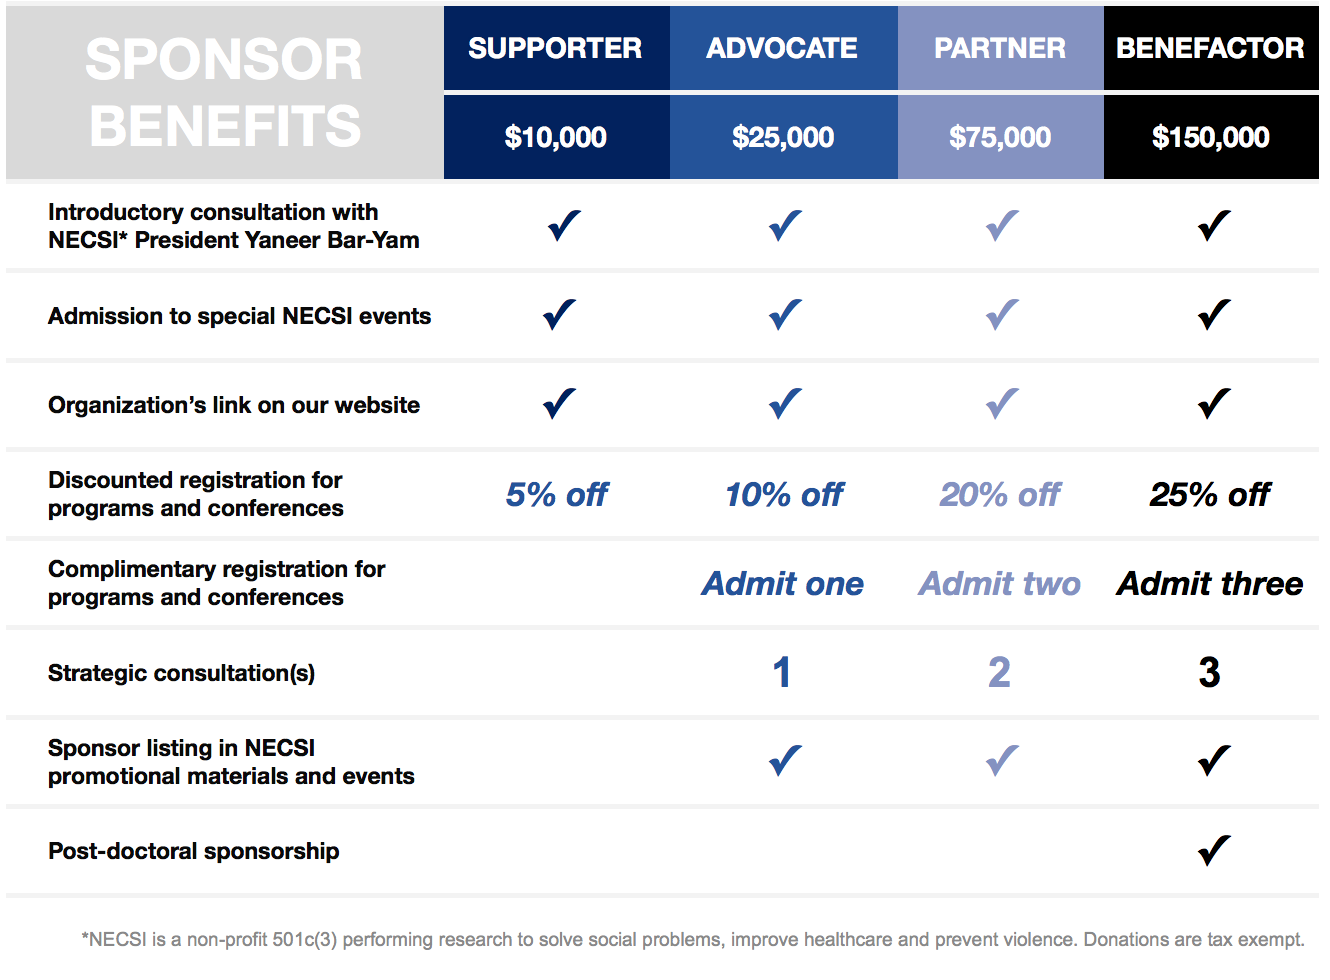 SPONSOR
BENEFITS
SUPPORTER ADVOCATE PARTNER BENEFACTOR
$10,000 $25,000 $75,000 $150,000
Introductory consultation with
NECSI* President Yaneer Bar-Yam
✓ ✓ ✓ ✓
Admission to special NECSI events ✓ ✓ ✓ ✓
Organization’s link on our website ✓ ✓ ✓ ✓
Discounted registration for
programs and conferences
5% off 10% off 20% off 25% off
Complimentary registration for
programs and conferences
Admit one Admit two Admit three
Strategic consultation(s) 1 2 3
Sponsor listing in NECSI
promotional materials and events
✓ ✓ ✓
Post-doctoral sponsorship ✓
*NECSI is a non-profit 501c(3) performing research to solve social problems, improve healthcare and prevent violence. Donations are tax exempt.